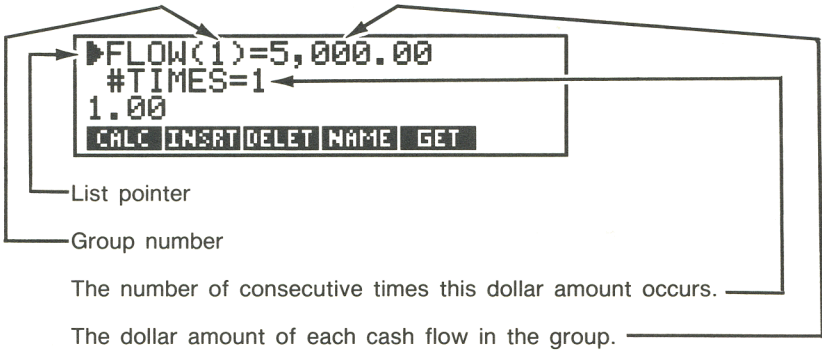 FLOW(1)=5,000.00
#TIMES=1
1.00
CALC INSRT DELET NAME GET
List pointer
Group number
The number of consecutive times this dollar amount occurs.
The dollar amount of each cash flow in the group.